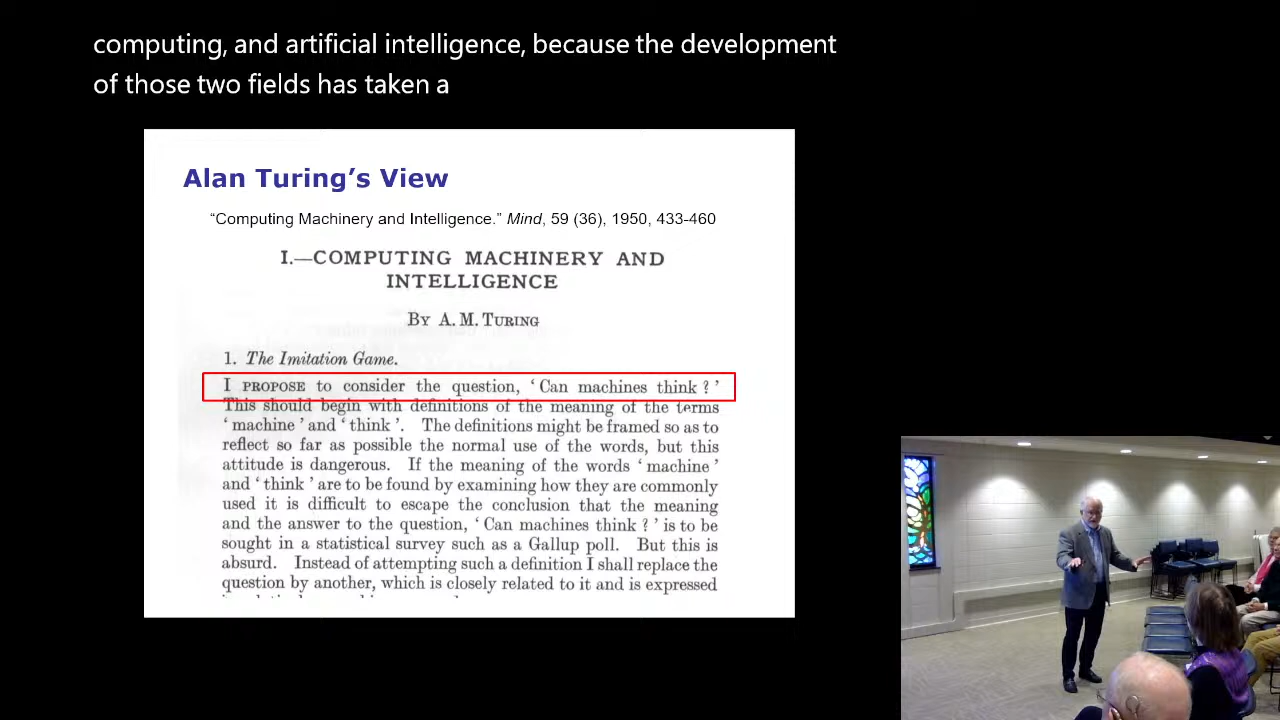 computing, and artificial intelligence, because the development
of those two fields has taken a
Alan Turing’s View
“Computing Machinery and Intelligence.” Mind, 59 (36), 1950, 433-460
I.—COMPUTING MACHINERY AND
INTELLIGENCE
BY A. M. TURING
1. The Imitation Game.
I PROPOSE to consider the question, ‘Can machines think ?’
This should begin with definitions of the meaning of the terms
‘machine’ and ‘think’. The definitions might be framed so as to
reflect so far as possible the normal use of the words, but this
attitude is dangerous. If the meaning of the words ‘machine’
and ‘think’ are to be found by examining how they are commonly
used it is difficult to escape the conclusion that the meaning
and the answer to the question, ‘Can machines think ?’ is to be
sought in a statistical survey such as a Gallup poll. But this is
absurd. Instead of attempting such a definition I shall replace the
question by another, which is closely related to it and is expressed